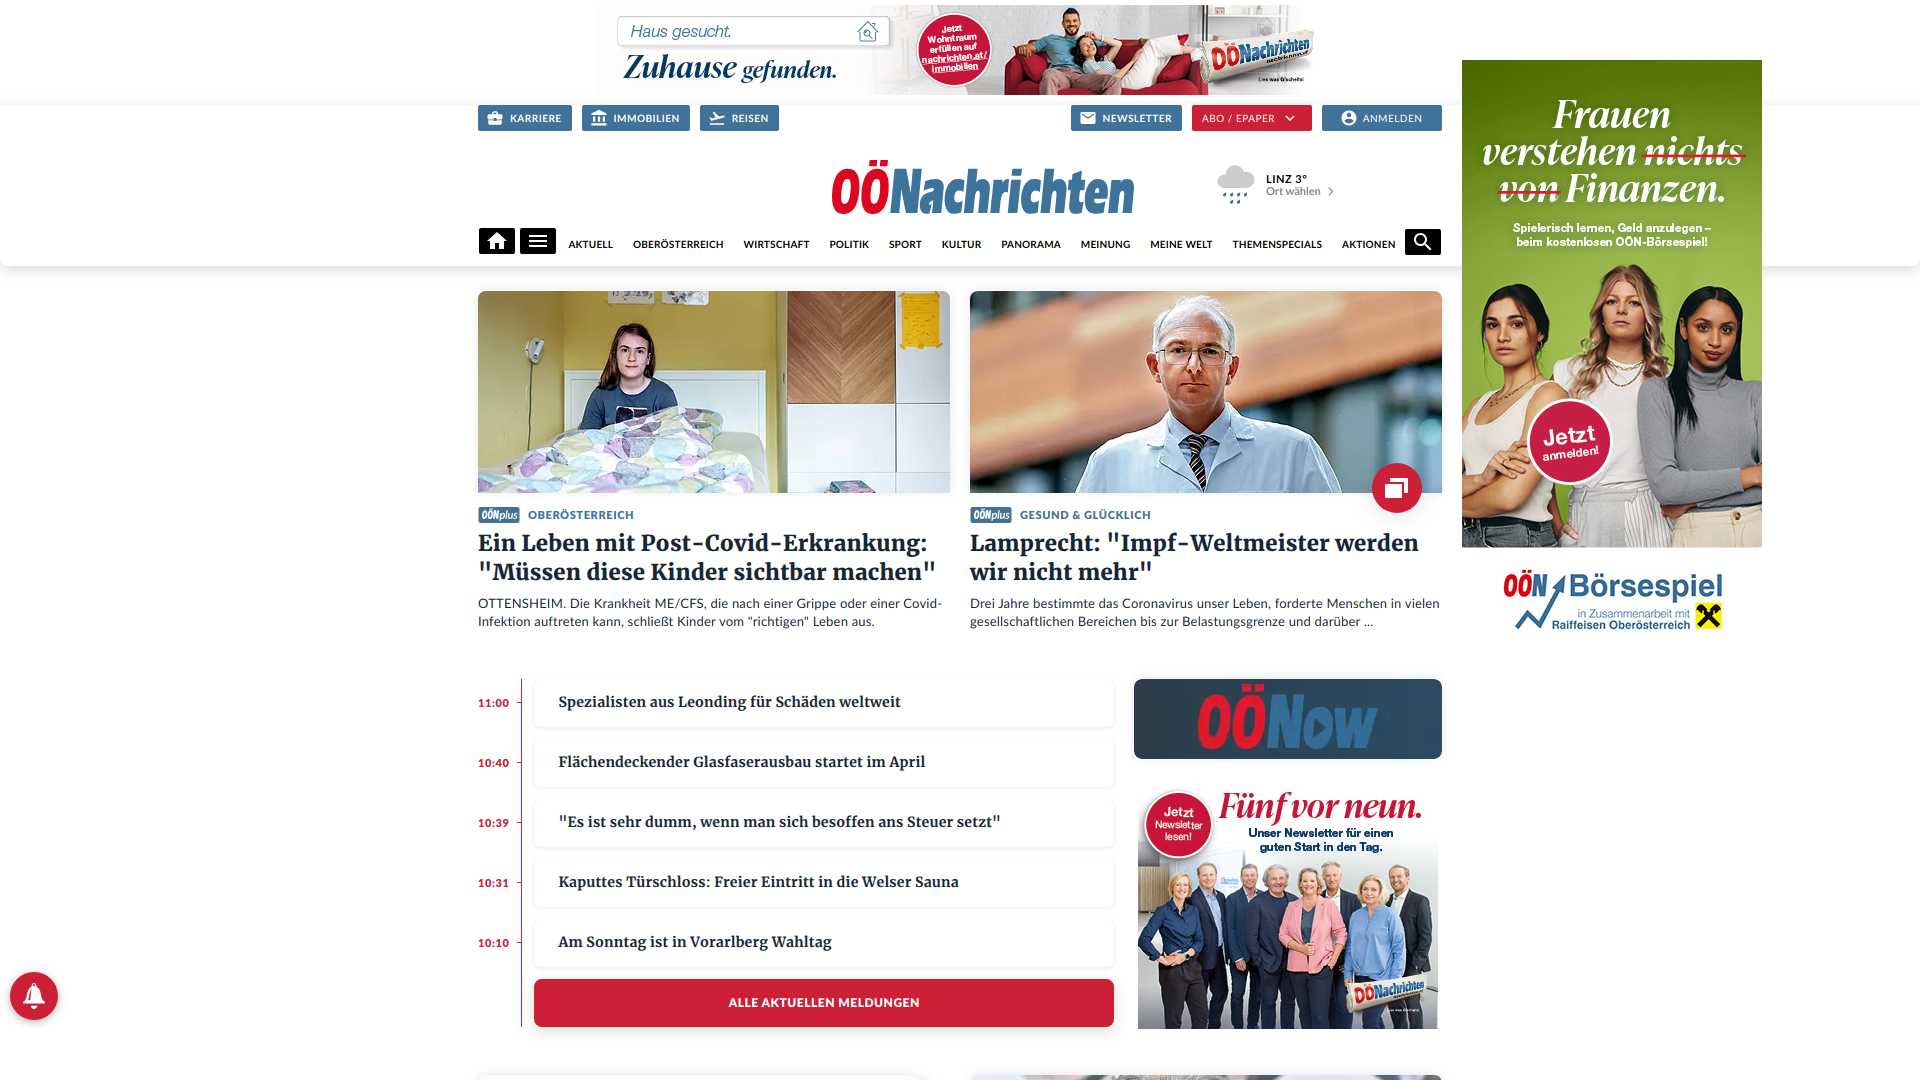 Haus gesucht.
Zuhause gefunden.
Jetzt
Wohntraum
erfüllen auf
nachrichten.at/
immobilien
OÖNachrichten
Lies was G'scheits!
KARRIERE
IMMOBILIEN
REISEN
NEWSLETTER
ABO / EPAPER
ANMELDEN
OÖNachrichten
LINZ 3°
Ort wählen
AKTUELL
OBERÖSTERREICH
WIRTSCHAFT
POLITIK
SPORT
KULTUR
PANORAMA
MEINUNG
MEINE WELT
THEMENSPECIALS
AKTIONEN
Frauen
verstehen nichts
von Finanzen.
Spielerisch lernen, Geld anzulegen –
beim kostenlosen OÖN-Börsespiel!
Jetzt
anmelden!
OÖN Börsespiel
in Zusammenarbeit mit
Raiffeisen Oberösterreich
OÖNplus OBERÖSTERREICH
Ein Leben mit Post-Covid-Erkrankung:
"Müssen diese Kinder sichtbar machen"
OTTENSHEIM. Die Krankheit ME/CFS, die nach einer Grippe oder einer Covid-
Infektion auftreten kann, schließt Kinder vom "richtigen" Leben aus.
OÖNplus GESUND & GLÜCKLICH
Lamprecht: "Impf-Weltmeister werden
wir nicht mehr"
Drei Jahre bestimmte das Coronavirus unser Leben, forderte Menschen in vielen
gesellschaftlichen Bereichen bis zur Belastungsgrenze und darüber ...
11:00 Spezialisten aus Leonding für Schäden weltweit
10:40 Flächendeckender Glasfaserausbau startet im April
10:39 "Es ist sehr dumm, wenn man sich besoffen ans Steuer setzt"
10:31 Kaputtes Türschloss: Freier Eintritt in die Welser Sauna
10:10 Am Sonntag ist in Vorarlberg Wahltag
ALLE AKTUELLEN MELDUNGEN
OÖNow
Jetzt
Newsletter
lesen!
Fünf vor neun.
Unser Newsletter für einen
guten Start in den Tag.
OÖNachrichten